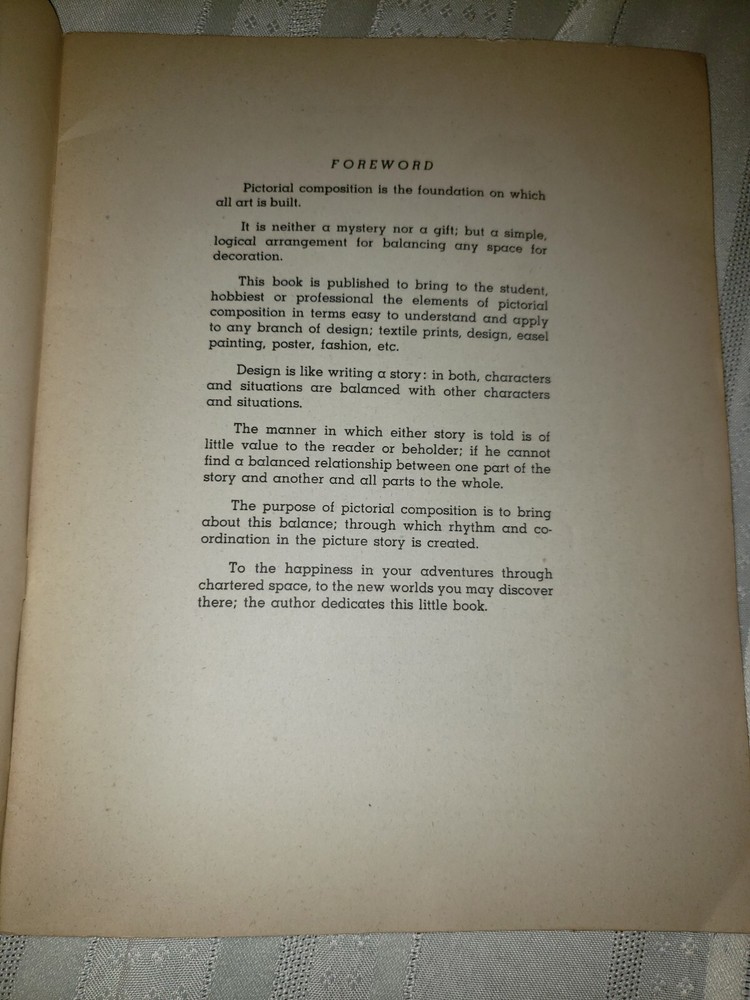 FOREWORD
Pictorial composition is the foundation on which
all art is built.
It is neither a mystery nor a gift; but a simple,
logical arrangement for balancing any space for
decoration.
This book is published to bring to the student,
hobbiest or professional the elements of pictorial
composition in terms easy to understand and apply
to any branch of design; textile prints, design, easel
painting, poster, fashion, etc.
Design is like writing a story: in both, characters
and situations are balanced with other characters
and situations.
The manner in which either story is told is of
little value to the reader or beholder; if he cannot
find a balanced relationship between one part of the
story and another and all parts to the whole.
The purpose of pictorial composition is to bring
about this balance; through which rhythm and co-
ordination in the picture story is created.
To the happiness in your adventures through
chartered space, to the new worlds you may discover
there; the author dedicates this little book.